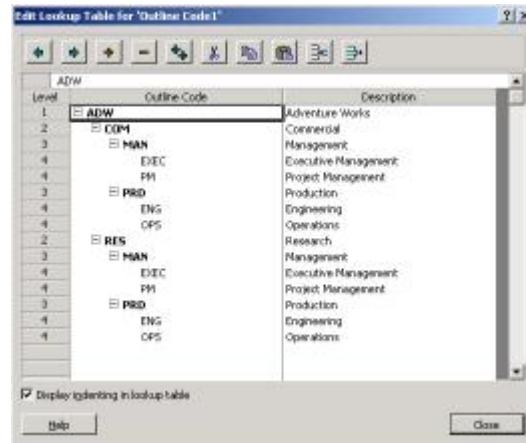 Edit Lookup Table for 'Outline Code1'
ADW
Level Outline Code Description
1 ADW Adventure Works
2 COM Commercial
3 MAN Management
4 EXEC Executive Management
4 PM Project Management
3 PRD Production
4 ENG Engineering
4 OPS Operations
2 RES Research
3 MAN Management
4 EXEC Executive Management
4 PM Project Management
3 PRD Production
4 ENG Engineering
4 OPS Operations
Display indenting in lookup table
Help Close